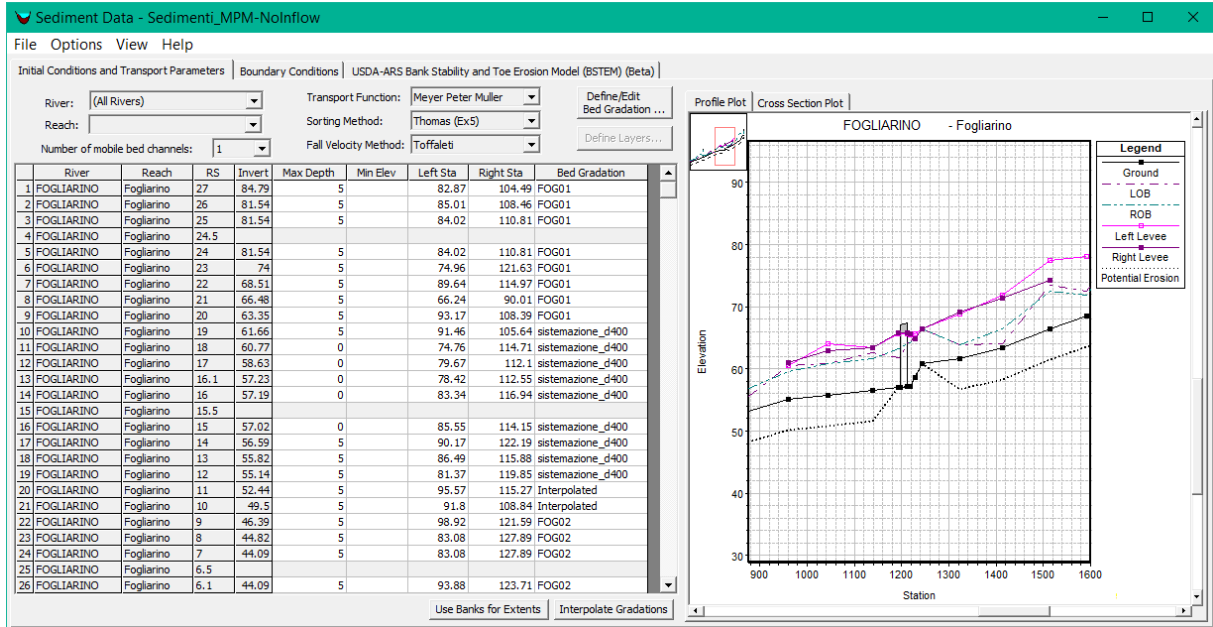 Sediment Data - Sedimenti_MPM-NoInflow
File Options View Help
Initial Conditions and Transport Parameters Boundary Conditions USDA-ARS Bank Stability and Toe Erosion Model (BSTEM) (Beta)
River: (All Rivers) Transport Function: Meyer Peter Muller Define/Edit Bed Gradation ...
Reach: Sorting Method: Thomas (Ex5)
Number of mobile bed channels: 1 Fall Velocity Method: Toffaleti Define Layers...
River Reach RS Invert Max Depth Min Elev Left Sta Right Sta Bed Gradation
1 FOGLIARINO Fogliarino 27 84.79 5 82.87 104.49 FOG01
2 FOGLIARINO Fogliarino 26 81.54 5 85.01 108.46 FOG01
3 FOGLIARINO Fogliarino 25 81.54 5 84.02 110.81 FOG01
4 FOGLIARINO Fogliarino 24.5
5 FOGLIARINO Fogliarino 24 81.54 5 84.02 110.81 FOG01
6 FOGLIARINO Fogliarino 23 74 5 74.96 121.63 FOG01
7 FOGLIARINO Fogliarino 22 68.51 5 89.64 114.97 FOG01
8 FOGLIARINO Fogliarino 21 66.48 5 66.24 90.01 FOG01
9 FOGLIARINO Fogliarino 20 63.35 5 93.17 108.39 FOG01
10 FOGLIARINO Fogliarino 19 61.66 5 91.46 105.64 sistemazione_d400
11 FOGLIARINO Fogliarino 18 60.77 0 74.76 114.71 sistemazione_d400
12 FOGLIARINO Fogliarino 17 58.63 0 79.67 112.1 sistemazione_d400
13 FOGLIARINO Fogliarino 16.1 57.23 0 78.42 112.55 sistemazione_d400
14 FOGLIARINO Fogliarino 16 57.19 0 83.34 116.94 sistemazione_d400
15 FOGLIARINO Fogliarino 15.5
16 FOGLIARINO Fogliarino 15 57.02 0 85.55 114.15 sistemazione_d400
17 FOGLIARINO Fogliarino 14 56.59 5 90.17 122.19 sistemazione_d400
18 FOGLIARINO Fogliarino 13 55.82 5 86.49 115.88 sistemazione_d400
19 FOGLIARINO Fogliarino 12 55.14 5 81.37 119.85 sistemazione_d400
20 FOGLIARINO Fogliarino 11 52.44 5 95.57 115.27 Interpolated
21 FOGLIARINO Fogliarino 10 49.5 5 91.8 108.84 Interpolated
22 FOGLIARINO Fogliarino 9 46.39 5 98.92 121.59 FOG02
23 FOGLIARINO Fogliarino 8 44.82 5 83.08 127.89 FOG02
24 FOGLIARINO Fogliarino 7 44.09 5 83.08 127.89 FOG02
25 FOGLIARINO Fogliarino 6.5
26 FOGLIARINO Fogliarino 6.1 44.09 5 93.88 123.71 FOG02
Use Banks for Extents Interpolate Gradations
Profile Plot Cross Section Plot
FOGLIARINO - Fogliarino
Legend
Ground
LOB
ROB
Left Levee
Right Levee
Potential Erosion
Elevation
90
80
70
60
50
40
30
900 1000 1100 1200 1300 1400 1500 1600
Station